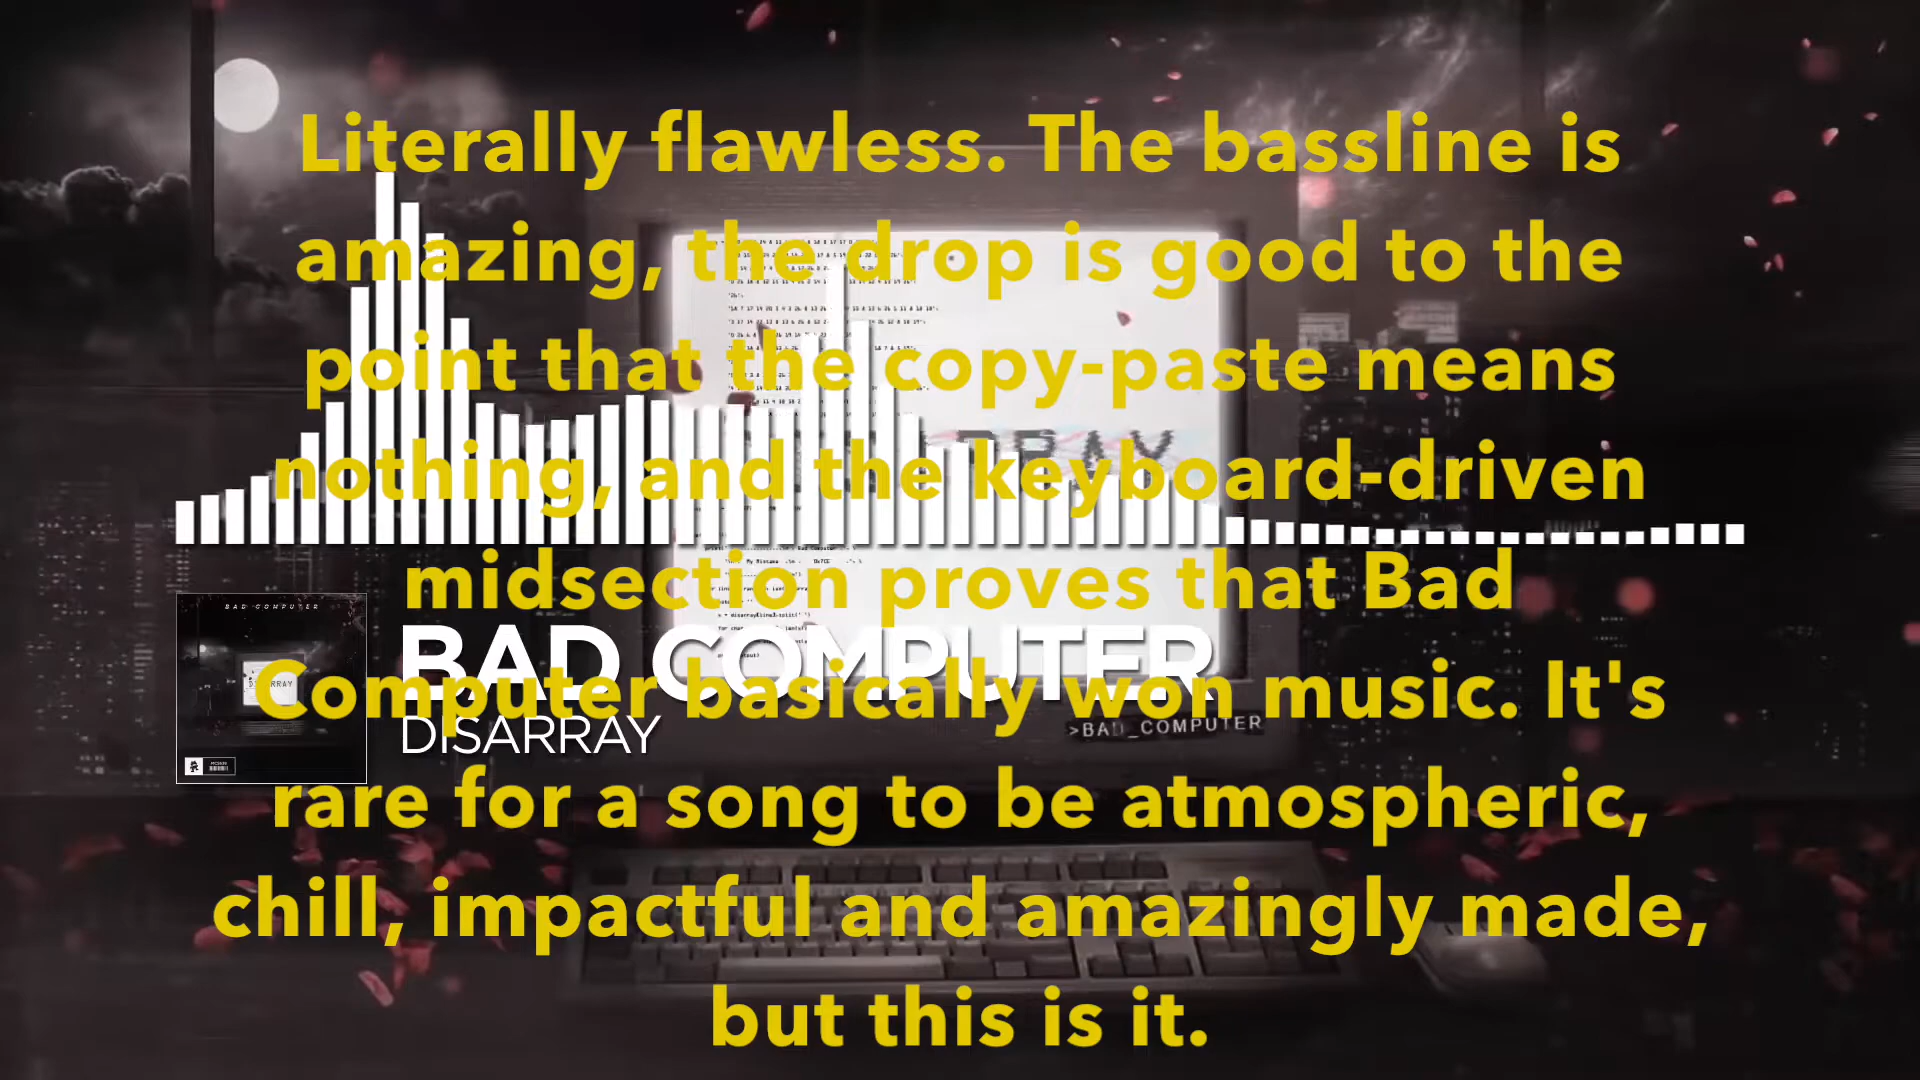 Literally flawless. The bassline is
amazing, the drop is good to the
point that the copy-paste means
nothing, and the keyboard-driven
midsection proves that Bad
Computer basically won music. It's
rare for a song to be atmospheric,
chill, impactful and amazingly made,
but this is it.
BAD COMPUTER
BAD COMPUTER
DISARRAY
>BAD_COMPUTER